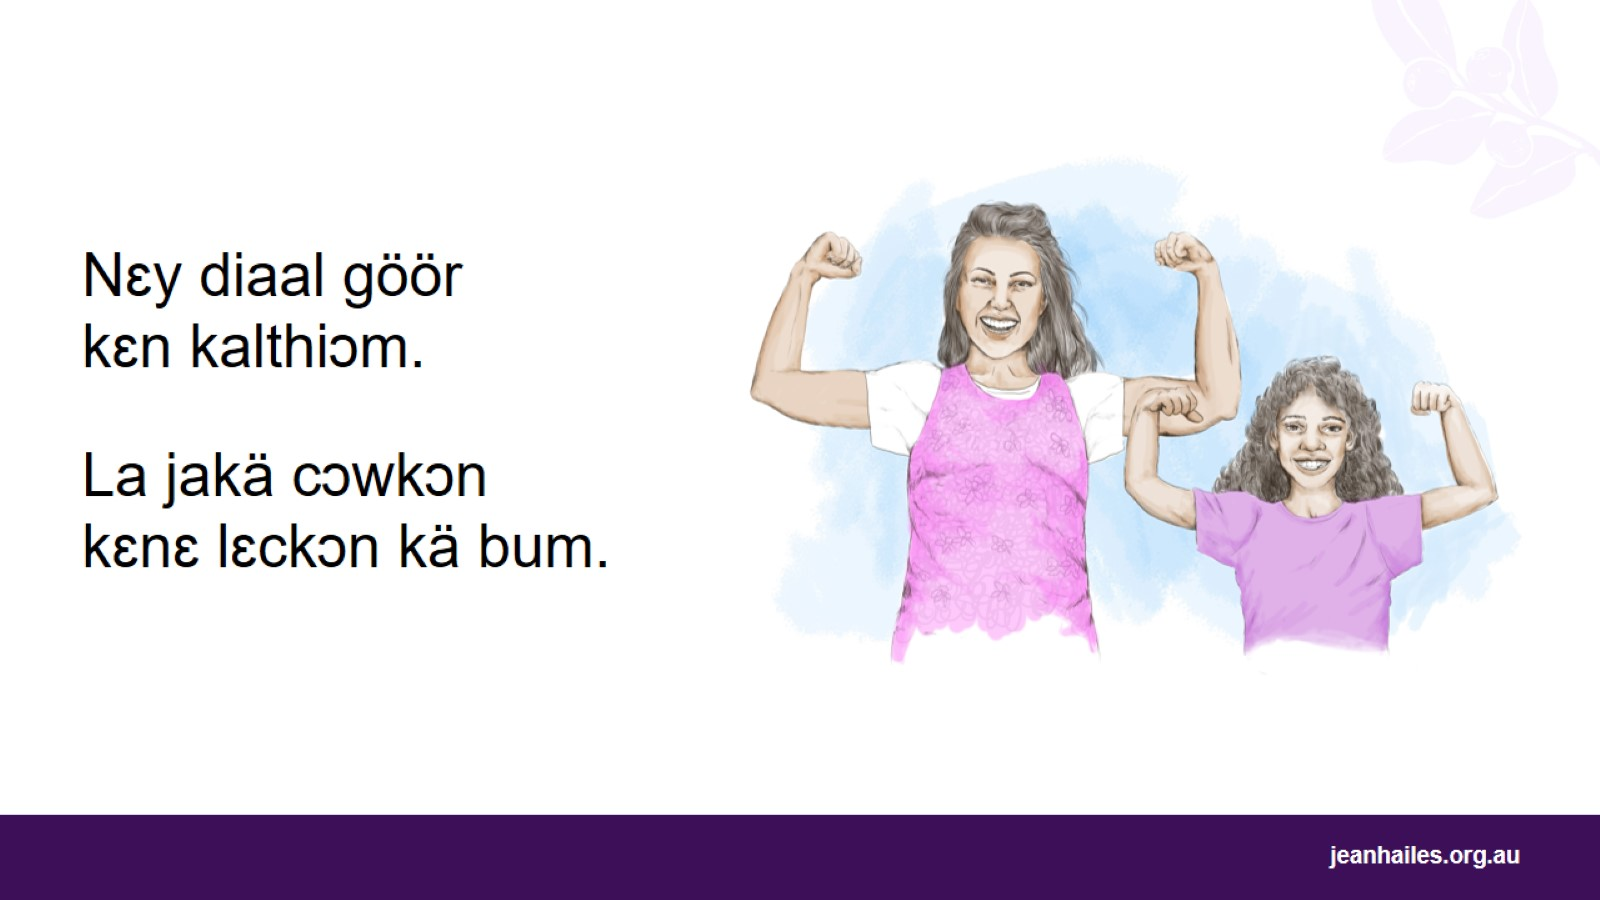 Nɛy diaal göör
kɛn kalthiɔm.
La jakä cɔwkɔn
kɛnɛ lɛckɔn kä bum.
jeanhailes.org.au